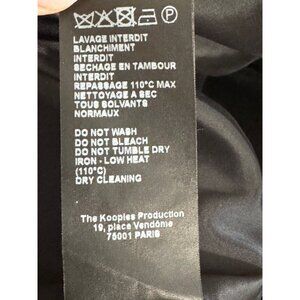 LAVAGE INTERDIT
BLANCHIMENT
INTERDIT
SECHAGE EN TAMBOUR
INTERDIT
REPASSAGE 110°C MAX
NETTOYAGE A SEC
TOUS SOLVANTS
NORMAUX
DO NOT WASH
DO NOT BLEACH
DO NOT TUMBLE DRY
IRON - LOW HEAT
(110°C)
DRY CLEANING
The Kooples Production
19, place Vendôme
75001 PARIS